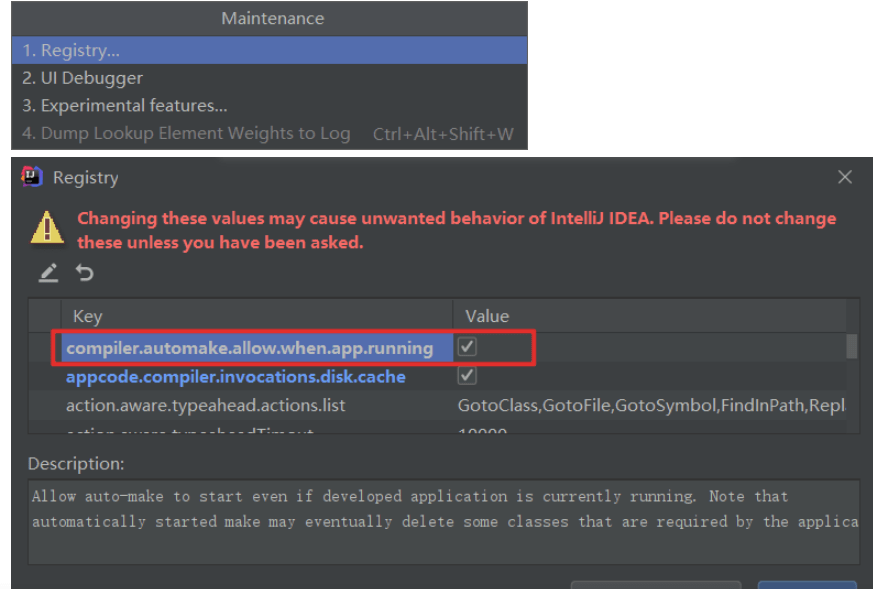 Maintenance
1. Registry...
2. UI Debugger
3. Experimental features...
4. Dump Lookup Element Weights to Log Ctrl+Alt+Shift+W
Registry
Changing these values may cause unwanted behavior of IntelliJ IDEA. Please do not change
these unless you have been asked.
Key Value
compiler.automake.allow.when.app.running
appcode.compiler.invocations.disk.cache
action.aware.typeahead.actions.list GotoClass,GotoFile,GotoSymbol,FindInPath,Repl
Description:
Allow auto-make to start even if developed application is currently running. Note that
automatically started make may eventually delete some classes that are required by the applica